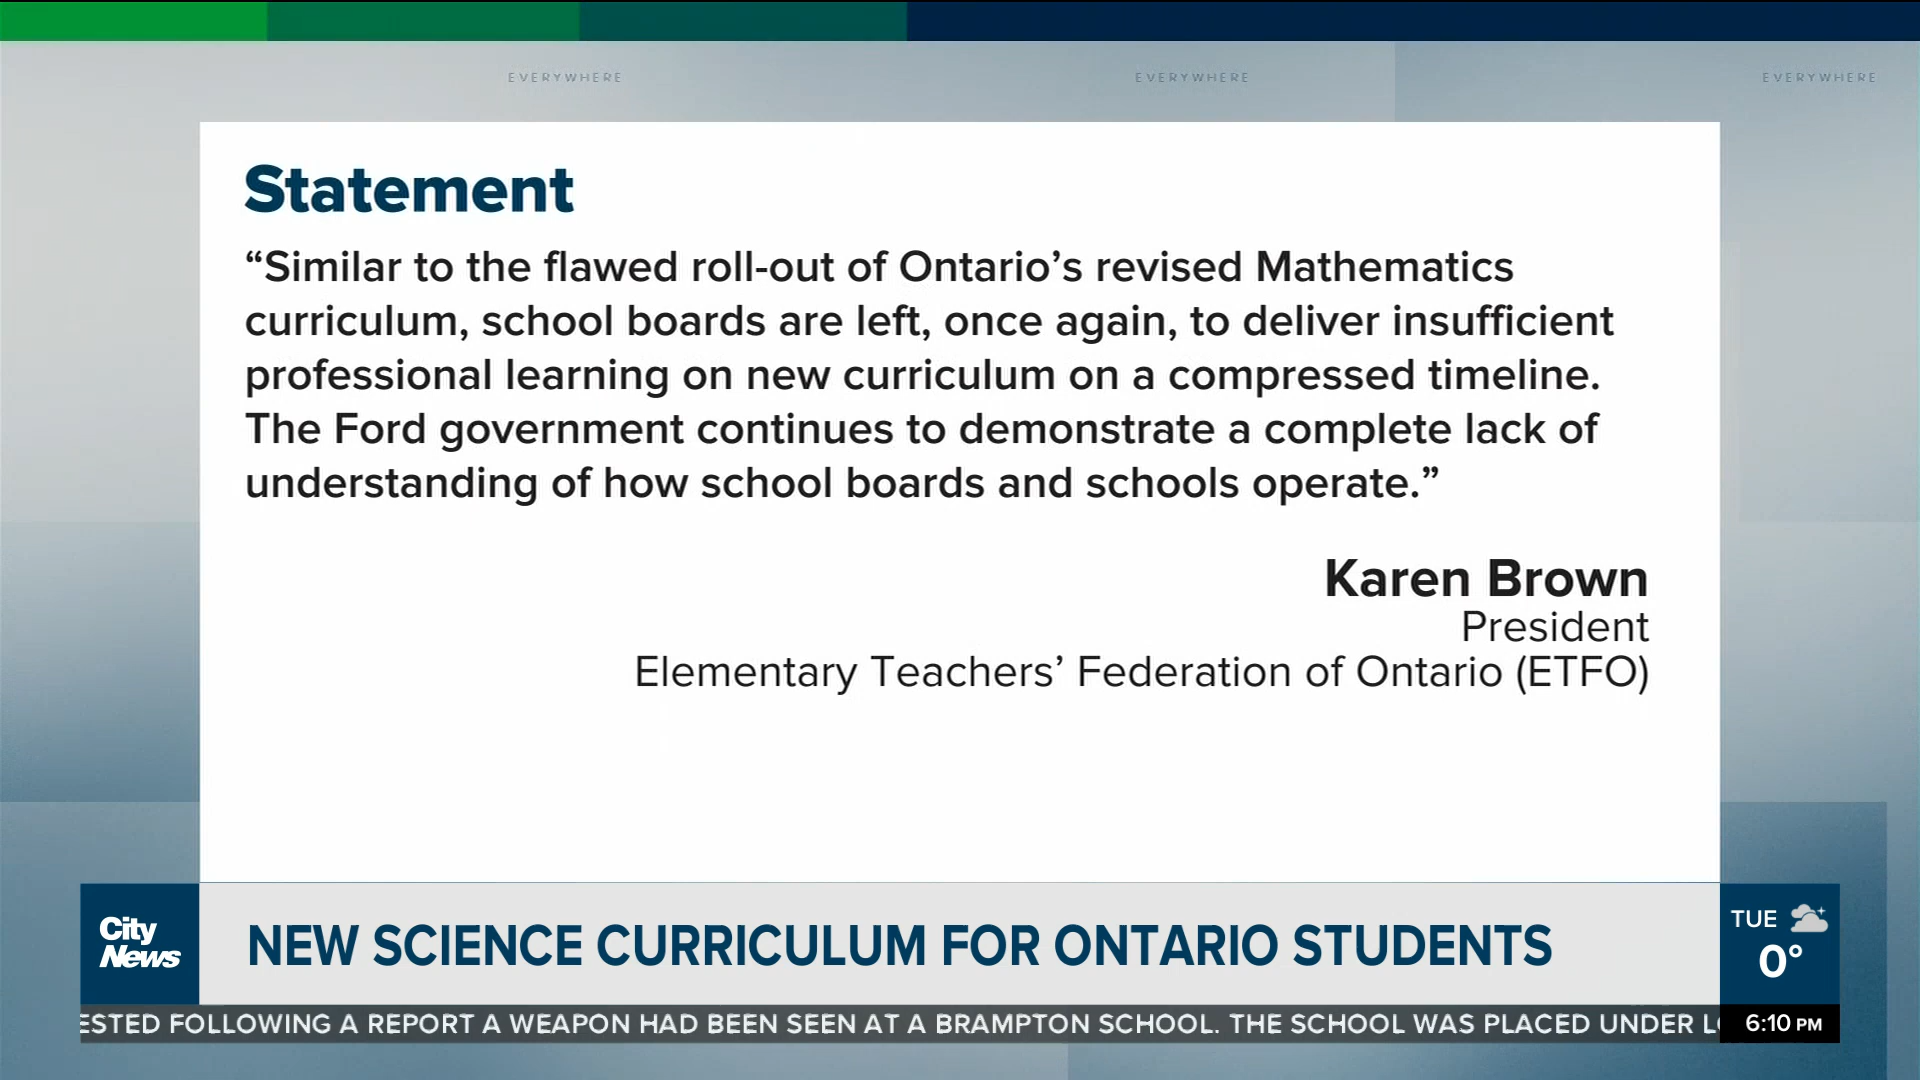 EVERYWHERE EVERYWHERE EVERYWHERE
Statement
“Similar to the flawed roll-out of Ontario’s revised Mathematics
curriculum, school boards are left, once again, to deliver insufficient
professional learning on new curriculum on a compressed timeline.
The Ford government continues to demonstrate a complete lack of
understanding of how school boards and schools operate.”
Karen Brown
President
Elementary Teachers’ Federation of Ontario (ETFO)
City
News
NEW SCIENCE CURRICULUM FOR ONTARIO STUDENTS
TUE
0°
ESTED FOLLOWING A REPORT A WEAPON HAD BEEN SEEN AT A BRAMPTON SCHOOL. THE SCHOOL WAS PLACED UNDER
6:10 PM